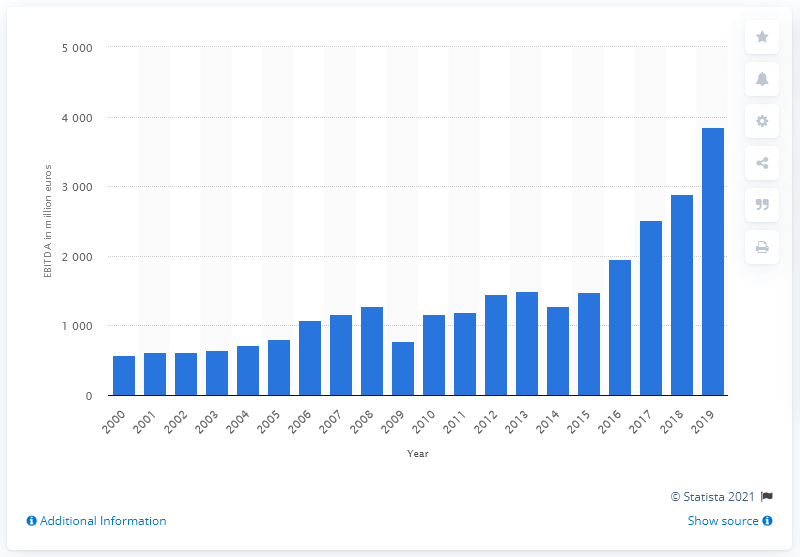 5 000
4 000
3 000
2 000
1 000
0
EBITDA in million euros
2000 2001 2002 2003 2004 2005 2006 2007 2008 2009 2010 2011 2012 2013 2014 2015 2016 2017 2018 2019
Year
© Statista 2021
Additional Information
Show source